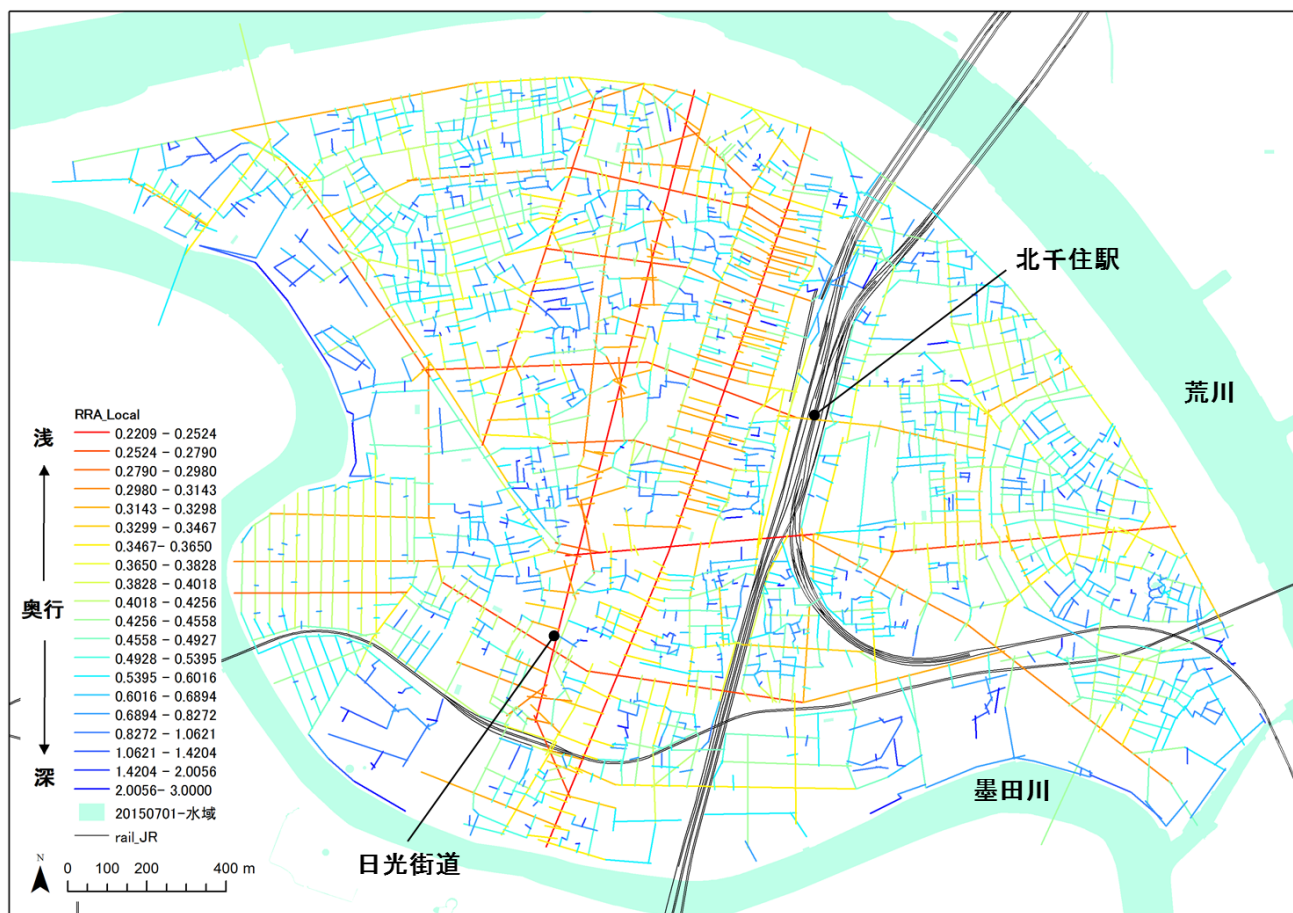 北千住駅
荒川
RRA_Local
浅
0.2209 - 0.2524
0.2524 - 0.2790
0.2790 - 0.2980
0.2980 - 0.3143
0.3143 - 0.3298
0.3299 - 0.3467
0.3467- 0.3650
0.3650 - 0.3828
0.3828 - 0.4018
0.4018 - 0.4256
奥行
0.4256 - 0.4558
0.4558 - 0.4927
0.4928 - 0.5395
0.5395 - 0.6016
0.6016 - 0.6894
0.6894 - 0.8272
0.8272 - 1.0621
1.0621 - 1.4204
1.4204 - 2.0056
深
2.0056- 3.0000
20150701-水域
rail_JR
墨田川
日光街道
N
0 100 200 400 m